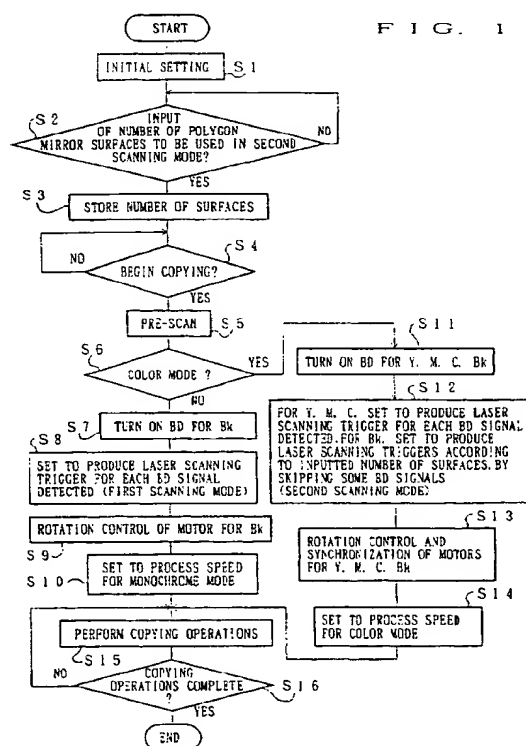 START
F I G. 1
INITIAL SETTING
S 1
S 2
INPUT
OF NUMBER OF POLYGON
MIRROR SURFACES TO BE USED IN SECOND
SCANNING MODE?
NO
YES
S 3
STORE NUMBER OF SURFACES
S 4
NO
BEGIN COPYING?
YES
PRE-SCAN
S 5
S 6
COLOR MODE ?
YES
NO
S 7
TURN ON BD FOR Bk
S 8
SET TO PRODUCE LASER SCANNING
TRIGGER FOR EACH BD SIGNAL
DETECTED (FIRST SCANNING MODE)
ROTATION CONTROL OF MOTOR FOR Bk
S 9
S 1 0
SET TO PROCESS SPEED
FOR MONOCHROME MODE
S 1 1
TURN ON BD FOR Y. M. C. Bk
S 1 2
FOR Y. M. C. SET TO PRODUCE LASER
SCANNING TRIGGER FOR EACH BD SIGNAL
DETECTED.FOR BK. SET TO PRODUCE
LASER SCANNING TRIGGERS ACCORDING
TO INPUTTED NUMBER OF SURFACES.BY
SKIPPING SOME BD SIGNALS
(SECOND SCANNING MODE)
S 1 3
ROTATION CONTROL AND
SYNCHRONIZATION OF MOTORS
FOR Y. M. C. Bk
S 1 4
SET TO PROCESS SPEED
FOR COLOR MODE
PERFORM COPYING OPERATIONS
S 1 5
NO
COPYING
OPERATIONS COMPLETE
?
S 1 6
YES
END